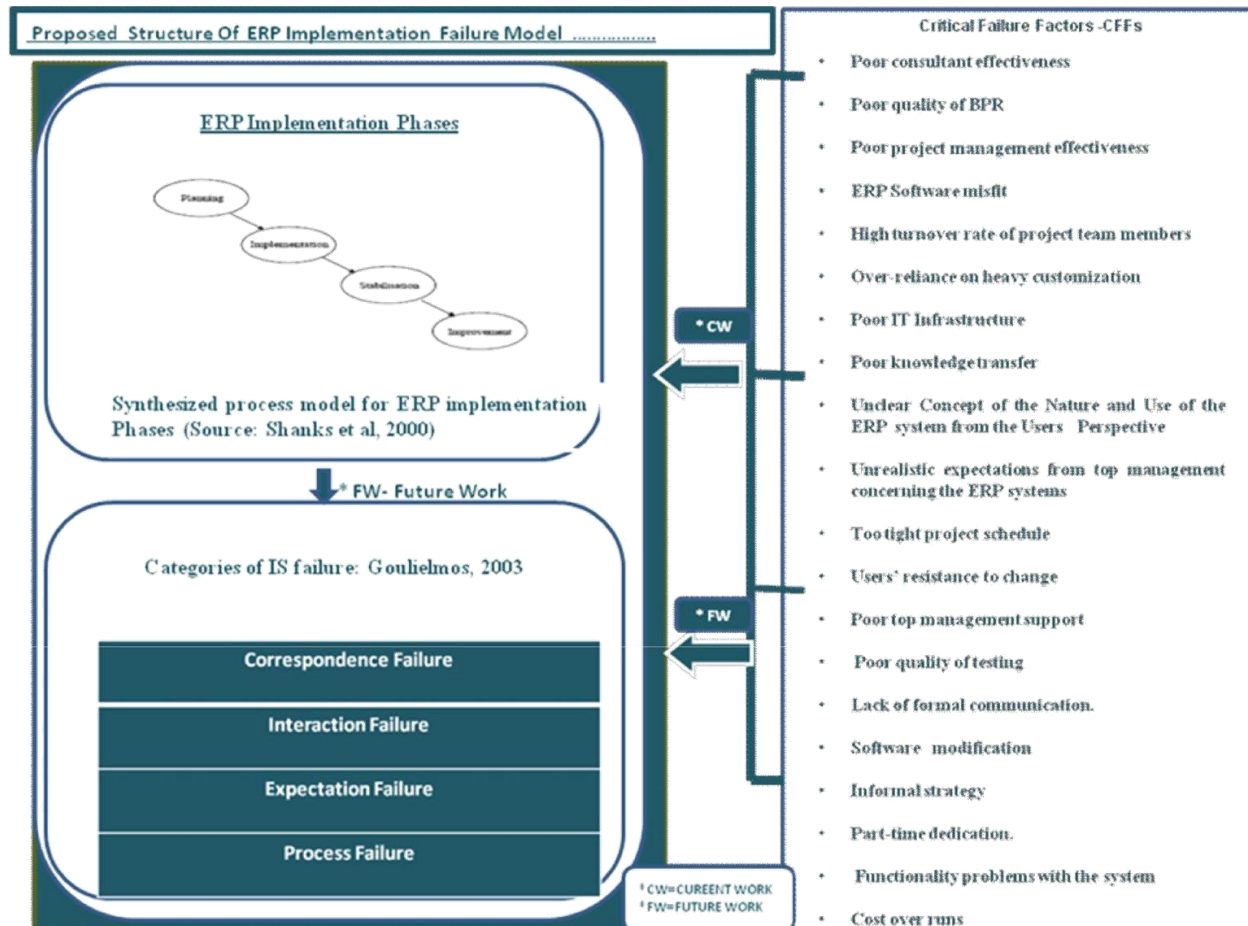 Proposed Structure Of ERP Implementation Failure Model ................
ERP Implementation Phases
Planning
Implementation
Stabilisation
Improvement
Synthesized process model for ERP implementation
Phases (Source: Shanks et al, 2000)
* FW- Future Work
Categories of IS failure: Goulielmos, 2003
Correspondence Failure
Interaction Failure
Expectation Failure
Process Failure
* CW
* FW
* CW=CUREENT WORK
* FW=FUTURE WORK
Critical Failure Factors -CFFs
• Poor consultant effectiveness
• Poor quality of BPR
• Poor project management effectiveness
• ERP Software misfit
• High turnover rate of project team members
• Over-reliance on heavy customization
• Poor IT Infrastructure
• Poor knowledge transfer
• Unclear Concept of the Nature and Use of the
ERP system from the Users Perspective
• Unrealistic expectations from top management
concerning the ERP systems
• Too tight project schedule
• Users' resistance to change
• Poor top management support
• Poor quality of testing
• Lack of formal communication.
• Software modification
• Informal strategy
• Part-time dedication.
• Functionality problems with the system
• Cost over runs